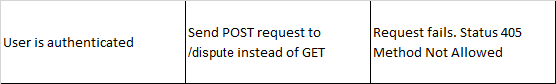 User is authenticated
Send POST request to
/dispute instead of GET
Request fails. Status 405
Method Not Allowed